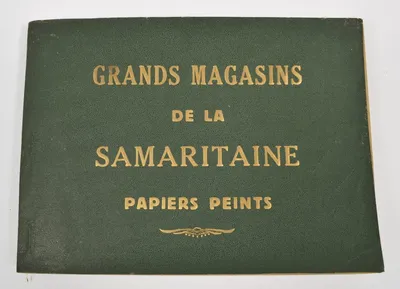 GRANDS MAGASINS
DE LA
SAMARITAINE
PAPIERS PEINTS